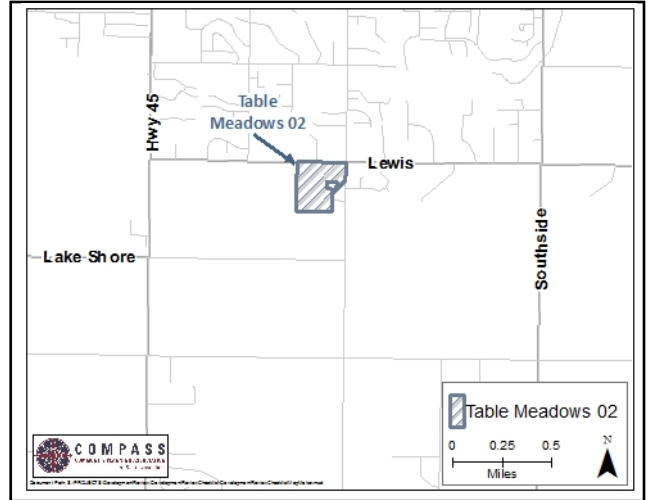 Table
Meadows 02
Hwy 45
Lewis
Lake Shore
Southside
Table Meadows 02
0 0.25 0.5
Miles
N
COMPASS